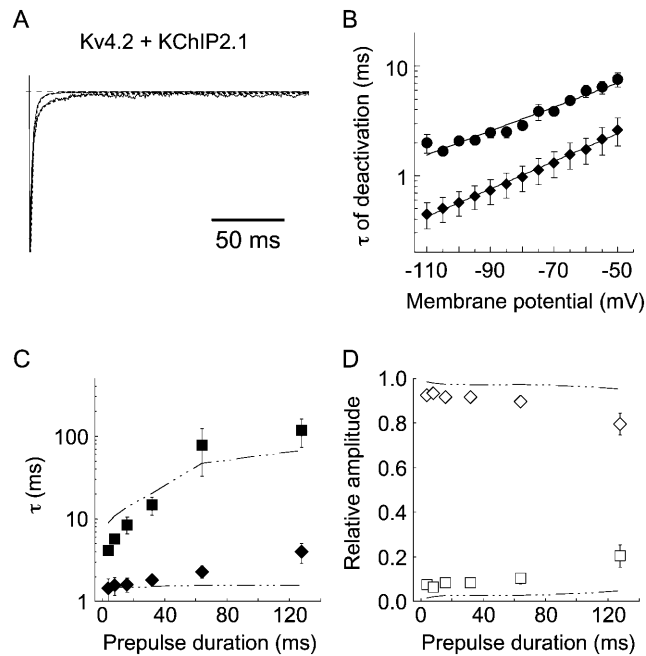 A
Kv4.2 + KChIP2.1
50 ms
B
τ of deactivation (ms)
10
1
-110 -90 -70 -50
Membrane potential (mV)
C
τ (ms)
100
10
1
0 40 80 120
Prepulse duration (ms)
D
Relative amplitude
1.0
0.8
0.6
0.4
0.2
0.0
0 40 80 120
Prepulse duration (ms)